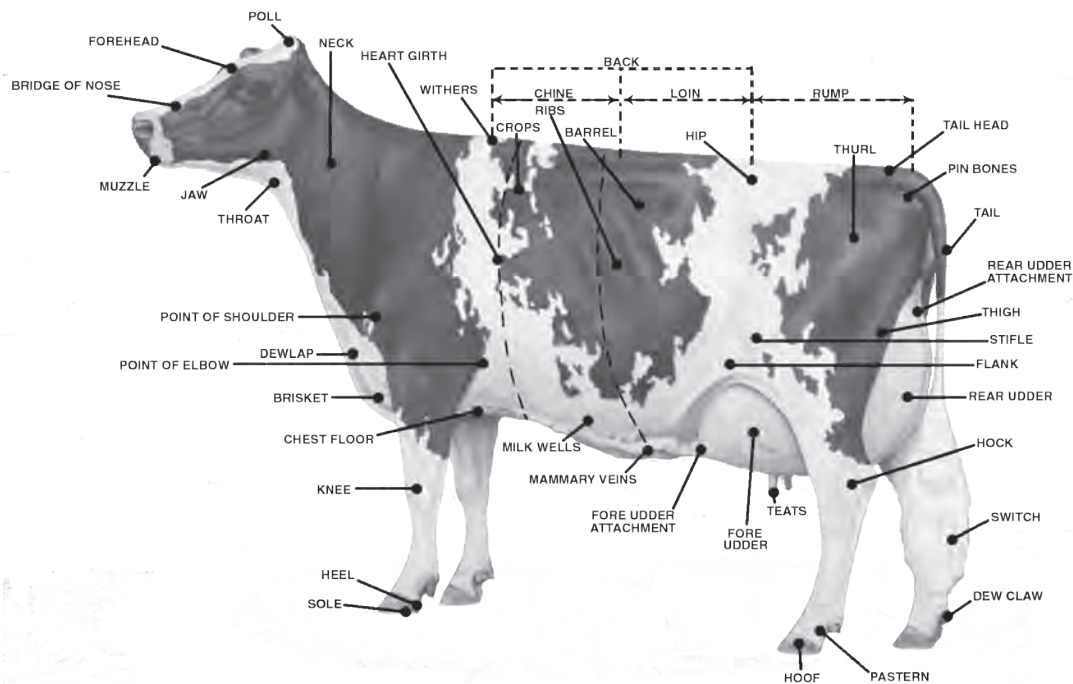 POLL
FOREHEAD
NECK
HEART GIRTH
BACK
BRIDGE OF NOSE
WITHERS
CHINE
LOIN
RUMP
RIBS
CROPS
BARREL
HIP
TAIL HEAD
THURL
PIN BONES
MUZZLE
JAW
THROAT
TAIL
REAR UDDER
ATTACHMENT
POINT OF SHOULDER
THIGH
STIFLE
DEWLAP
POINT OF ELBOW
FLANK
BRISKET
REAR UDDER
CHEST FLOOR
MILK WELLS
HOCK
MAMMARY VEINS
KNEE
FORE UDDER
ATTACHMENT
TEATS
FORE
UDDER
SWITCH
HEEL
SOLE
DEW CLAW
HOOF
PASTERN